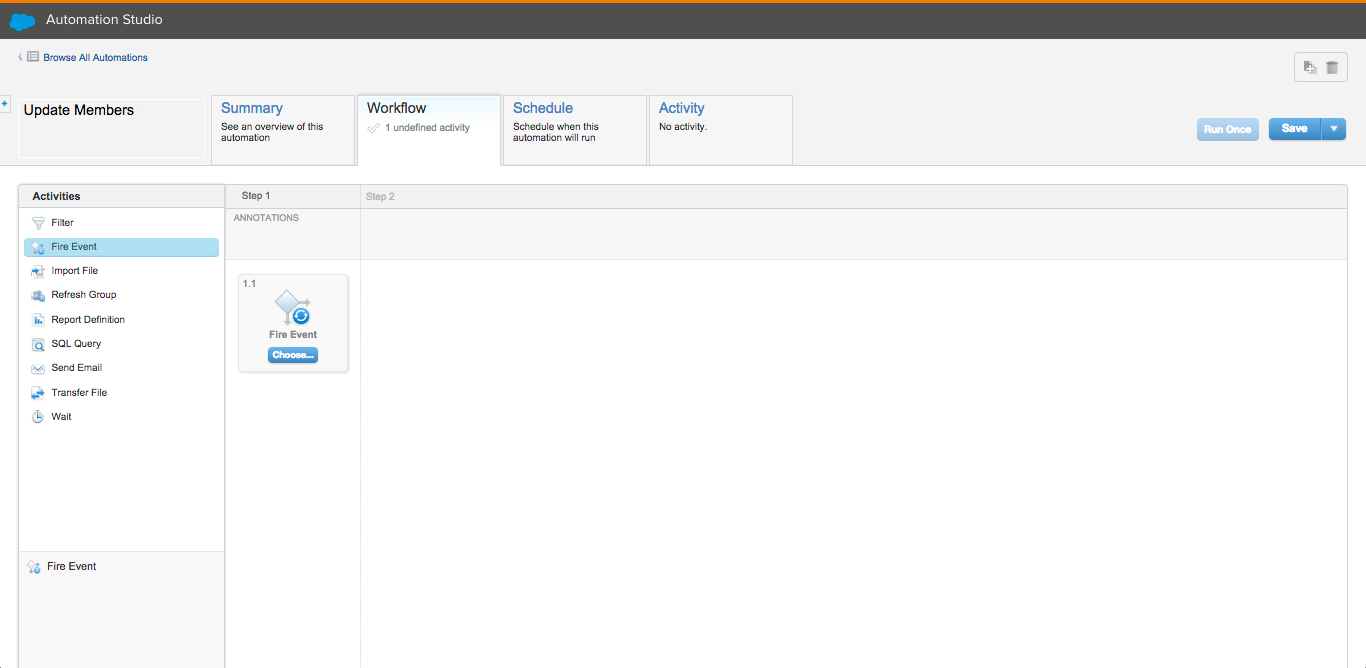 Automation Studio
Browse All Automations
Update Members
Summary
See an overview of this
automation
Workflow
1 undefined activity
Schedule
Schedule when this
automation will run
Activity
No activity.
Run Once
Save
Activities
Filter
Fire Event
Import File
Refresh Group
Report Definition
SQL Query
Send Email
Transfer File
Wait
Fire Event
Step 1
Step 2
ANNOTATIONS
1.1
Fire Event
Choose...